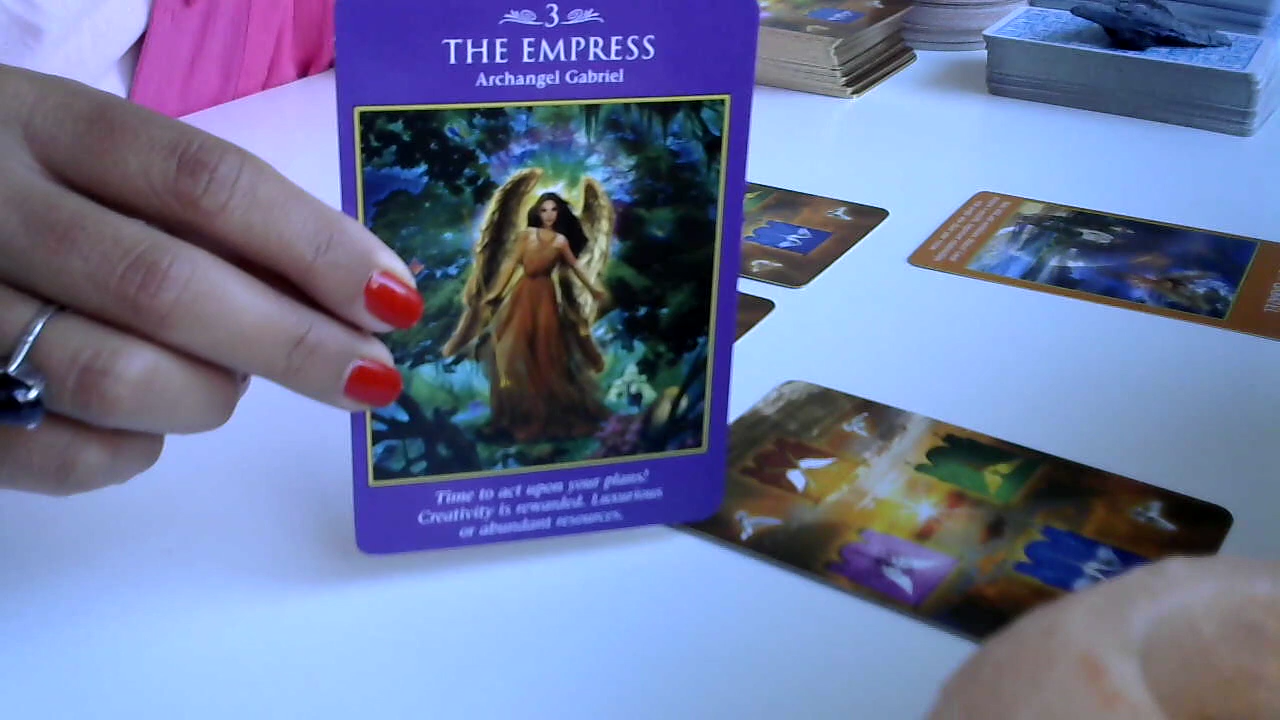 3
THE EMPRESS
Archangel Gabriel
Time to act upon your plans!
Creativity is rewarded. Luxurious
or abundant resources.